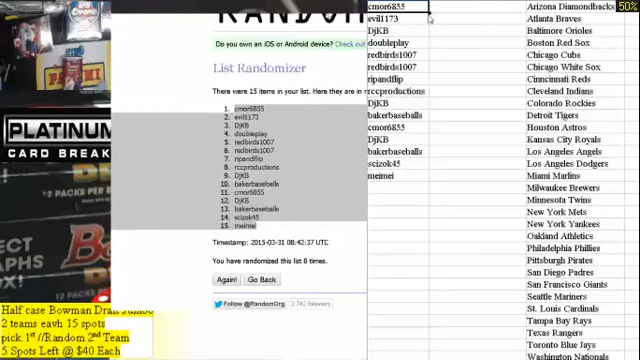 RANDOM
Do you own an iOS or Android device? Check out
List Randomizer
There were 15 items in your list. Here they are in r
1. cmor6855
2. evil1173
3. DjKB
4. doubleplay
5. redbirds1007
6. redbirds1007
7. ripandflip
8. rccproductions
9. DjKB
10. bakerbaseballs
11. cmor6855
12. DjKB
13. bakerbaseballs
14. scizok45
15. meimei
Timestamp: 2015-03-31 08:42:37 UTC
You have randomized this list 8 times.
Again! Go Back
Follow @RandomOrg 2,742 followers
cmor6855 Arizona Diamondbacks
evil1173 Atlanta Braves
DjKB Baltimore Orioles
doubleplay Boston Red Sox
redbirds1007 Chicago Cubs
redbirds1007 Chicago White Sox
ripandflip Cinncinnati Reds
rccproductions Cleveland Indians
DjKB Colorado Rockies
bakerbaseballs Detroit Tigers
cmor6855 Houston Astros
DjKB Kansas City Royals
bakerbaseballs Los Angeles Angels
scizok45 Los Angeles Dodgers
meimei Miami Marlins
Milwaukee Brewers
Minnesota Twins
New York Mets
New York Yankees
Oakland Athletics
Philadelphia Phillies
Pittsburgh Pirates
San Diego Padres
Seattle Mariners
St. Louis Cardinals
Tampa Bay Rays
Texas Rangers
Toronto Blue Jays
Washington Nationals
50%
PANINI
PLATINUM
CARD BREAK
12 PACKS PER
Half case Bowman Draft Jumbo
2 teams eavh 15 spots
pick 1st //Random 2nd Team
5 Spots Left @ $40 Each